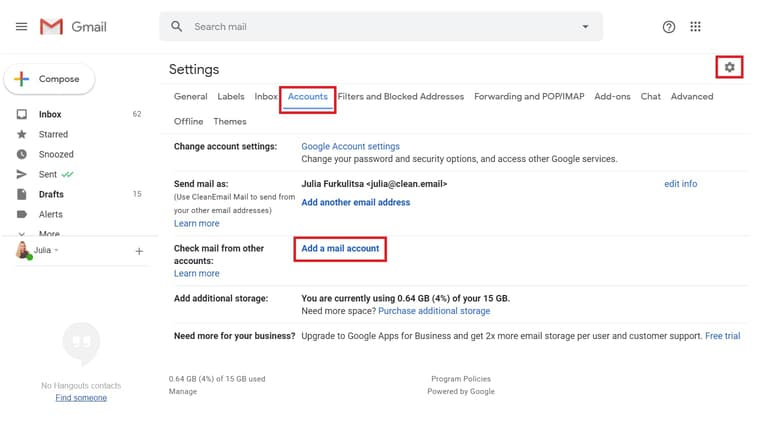 Gmail
Search mail
Settings
Compose
General Labels Inbox Accounts Filters and Blocked Addresses Forwarding and POP/IMAP Add-ons Chat Advanced
Offline Themes
Inbox 62
Starred
Snoozed
Sent
Drafts 15
Alerts
More
Julia
No Hangouts contacts
Find someone
Change account settings: Google Account settings
Change your password and security options, and access other Google services.
Send mail as: Julia Furkulitsa <julia@clean.email> edit info
(Use CleanEmail Mail to send from
your other email addresses) Add another email address
Learn more
Check mail from other Add a mail account
accounts:
Learn more
Add additional storage: You are currently using 0.64 GB (4%) of your 15 GB.
Need more space? Purchase additional storage
Need more for your business? Upgrade to Google Apps for Business and get 2x more email storage per user and customer support. Free trial
0.64 GB (4%) of 15 GB used
Manage
Program Policies
Powered by Google